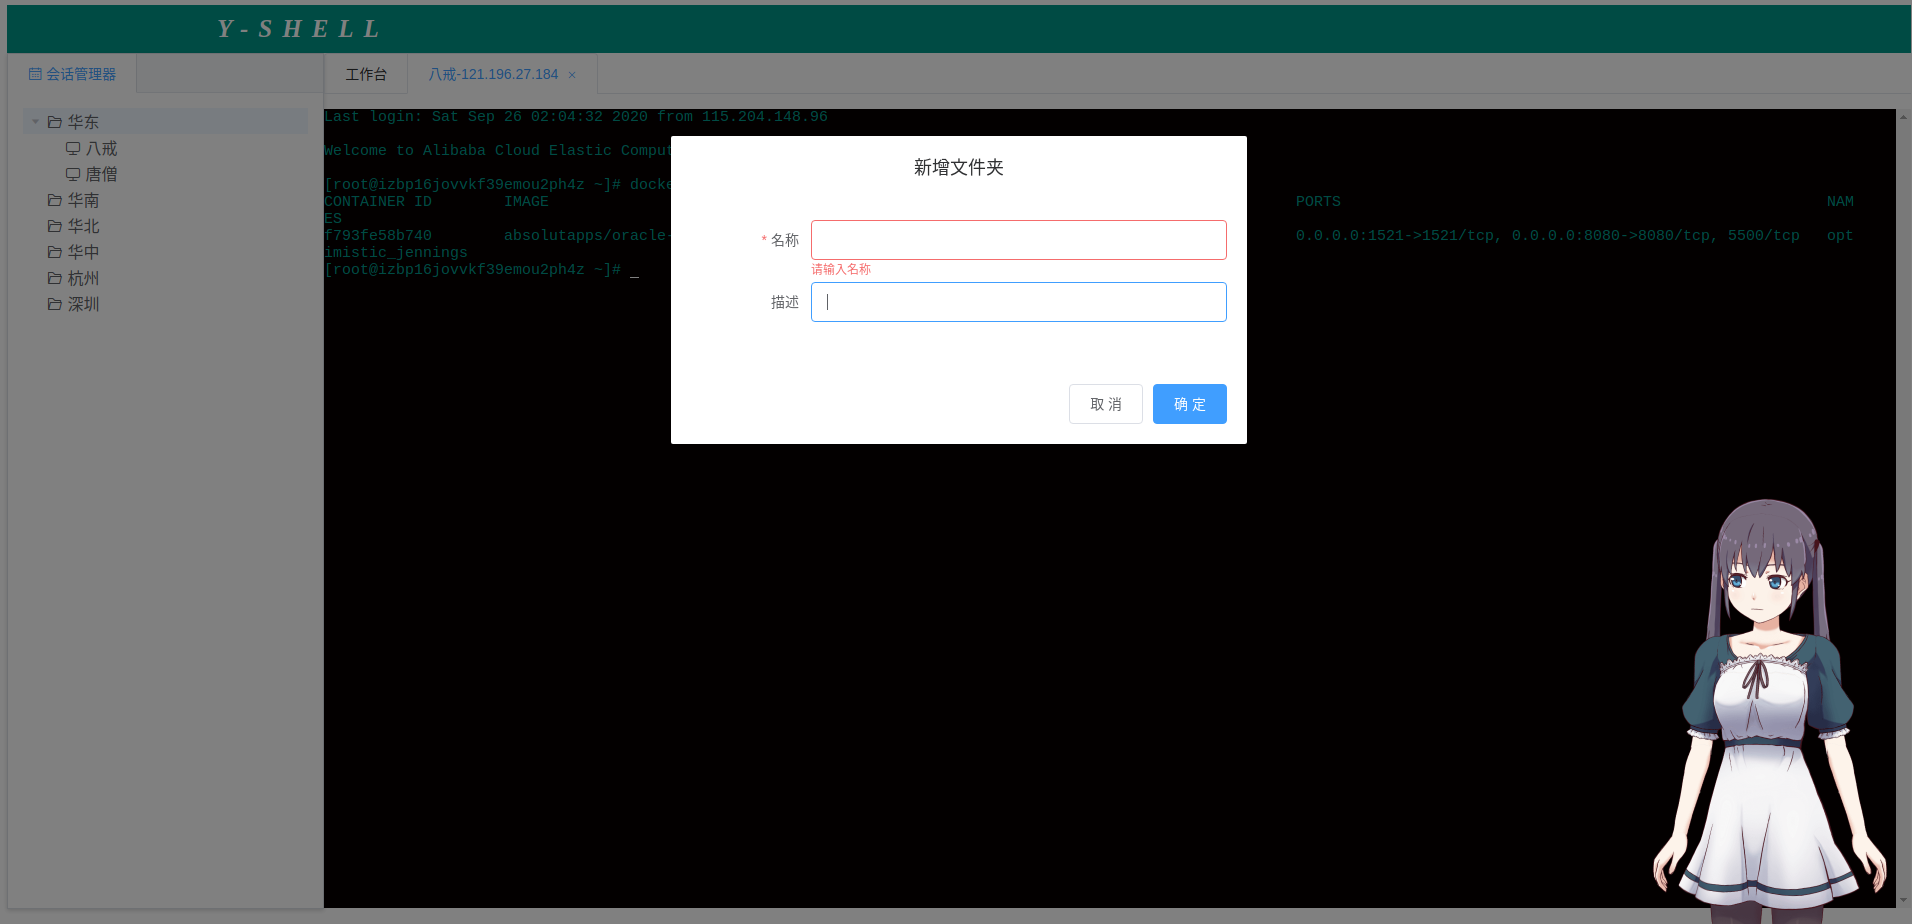 Y-SHELL
会话管理器
工作台
八戒-121.196.27.184 ×
华东
八戒
唐僧
华南
华北
华中
杭州
深圳
Last login: Sat Sep 26 02:04:32 2020 from 115.204.148.96
Welcome to Alibaba Cloud Elastic Comput
[root@izbp16jovvkf39emou2ph4z ~]# docke
CONTAINER ID IMAGE PORTS NAM
ES
f793fe58b740 absolutapps/oracle- 0.0.0.0:1521->1521/tcp, 0.0.0.0:8080->8080/tcp, 5500/tcp opt
imistic_jennings
[root@izbp16jovvkf39emou2ph4z ~]# _
新增文件夹
* 名称
请输入名称
描述
取 消
确 定